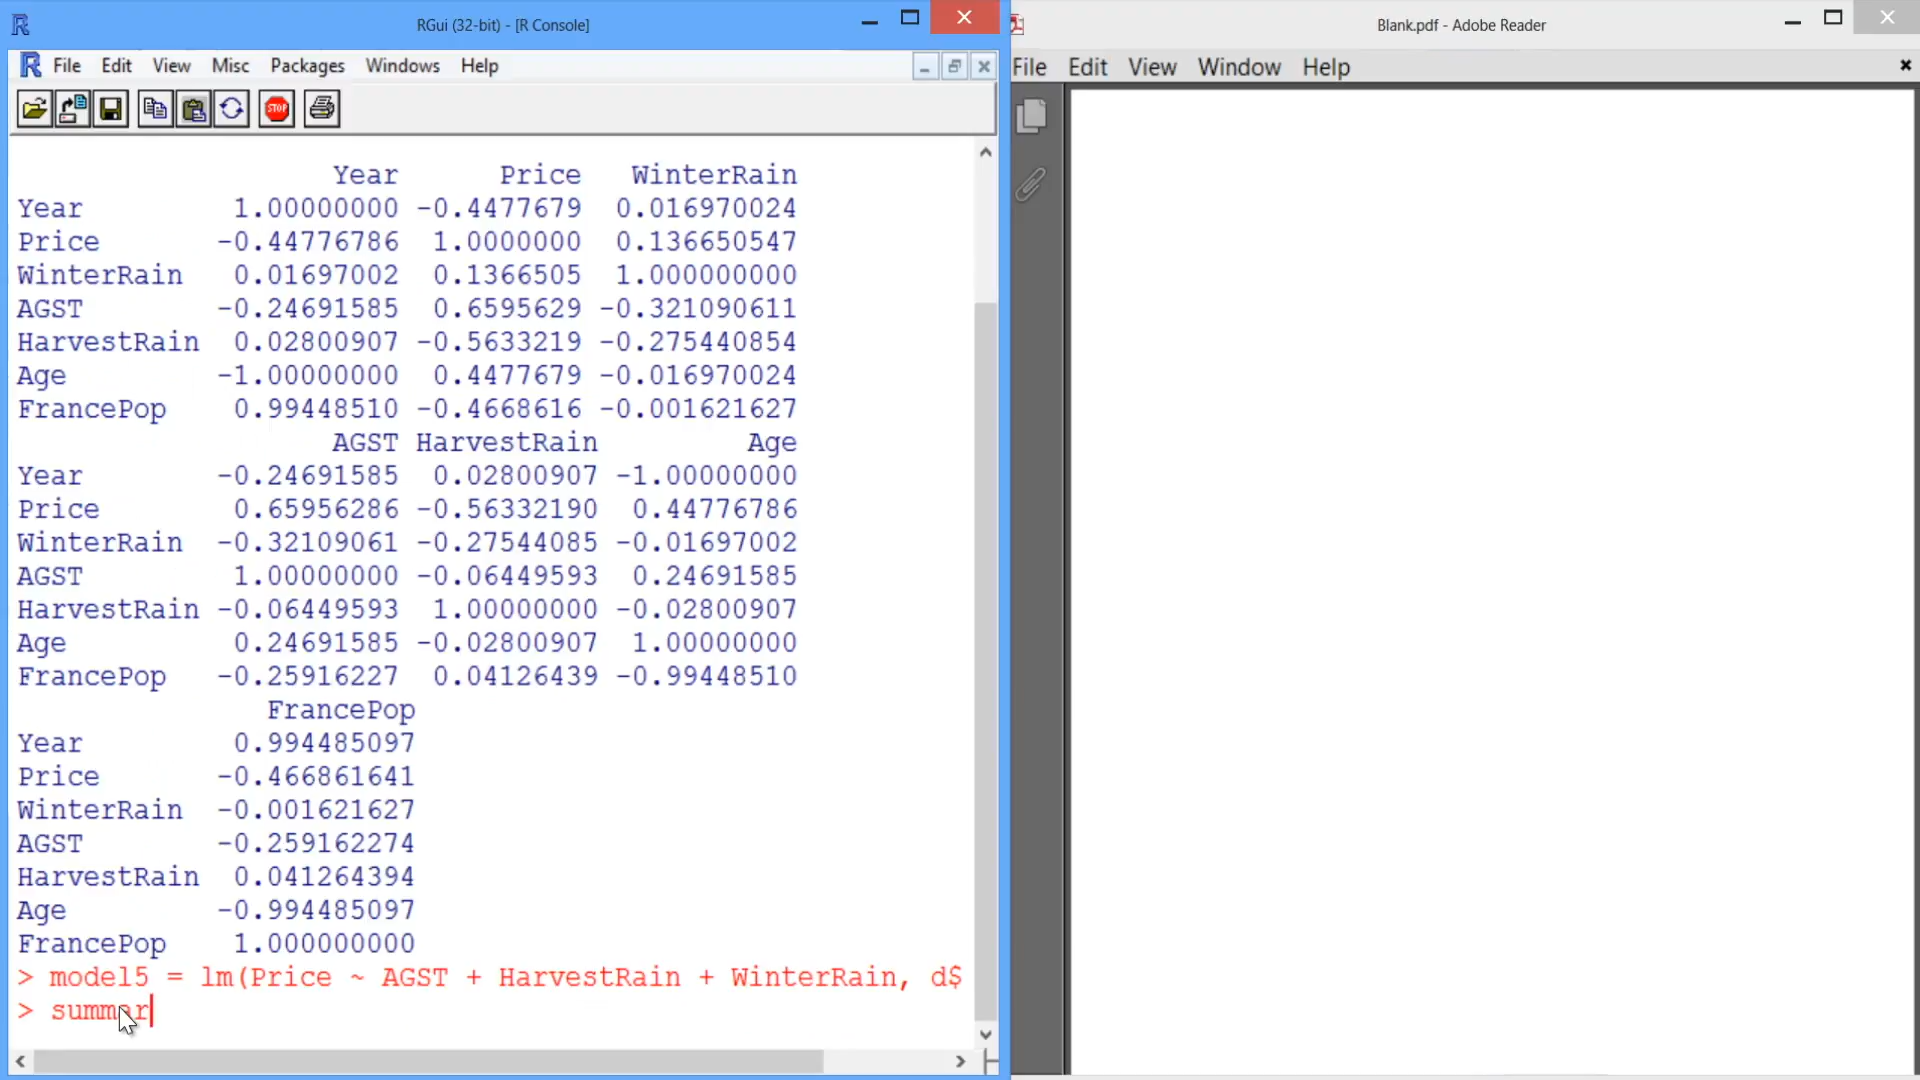 RGui (32-bit) - [R Console]
File Edit View Misc Packages Windows Help
STOP
Year Price WinterRain
Year 1.00000000 -0.4477679 0.016970024
Price -0.44776786 1.0000000 0.136650547
WinterRain 0.01697002 0.1366505 1.000000000
AGST -0.24691585 0.6595629 -0.321090611
HarvestRain 0.02800907 -0.5633219 -0.275440854
Age -1.00000000 0.4477679 -0.016970024
FrancePop 0.99448510 -0.4668616 -0.001621627
AGST HarvestRain Age
Year -0.24691585 0.02800907 -1.00000000
Price 0.65956286 -0.56332190 0.44776786
WinterRain -0.32109061 -0.27544085 -0.01697002
AGST 1.00000000 -0.06449593 0.24691585
HarvestRain -0.06449593 1.00000000 -0.02800907
Age 0.24691585 -0.02800907 1.00000000
FrancePop -0.25916227 0.04126439 -0.99448510
FrancePop
Year 0.994485097
Price -0.466861641
WinterRain -0.001621627
AGST -0.259162274
HarvestRain 0.041264394
Age -0.994485097
FrancePop 1.000000000
> model5 = lm(Price ~ AGST + HarvestRain + WinterRain, d$
> summar
Blank.pdf - Adobe Reader
File Edit View Window Help